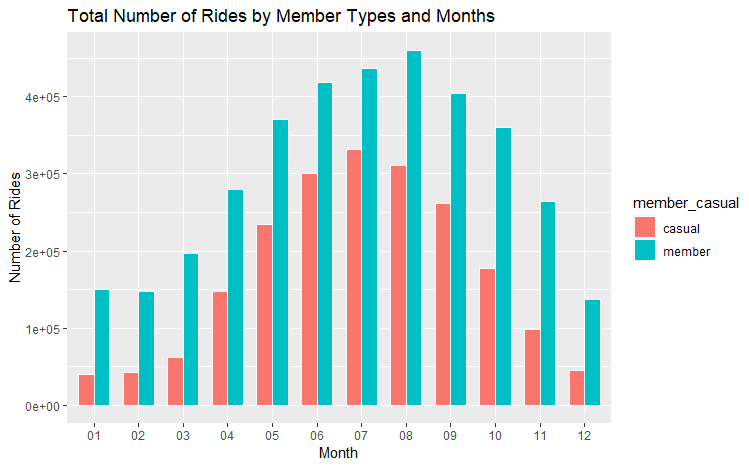 Total Number of Rides by Member Types and Months
Number of Rides
4e+05
3e+05
2e+05
1e+05
0e+00
01 02 03 04 05 06 07 08 09 10 11 12
Month
member_casual
casual
member